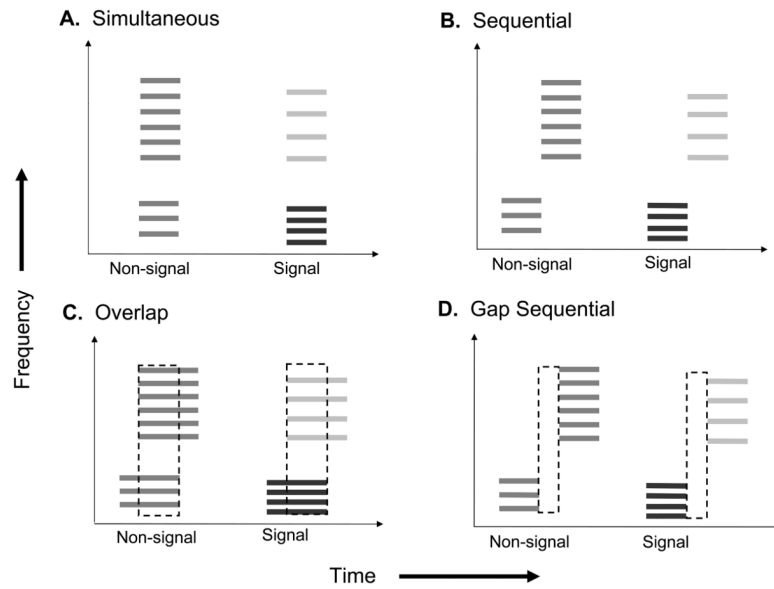 A. Simultaneous
B. Sequential
Non-signal
Signal
Non-signal
Signal
Frequency
C. Overlap
D. Gap Sequential
Non-signal
Signal
Non-signal
Signal
Time